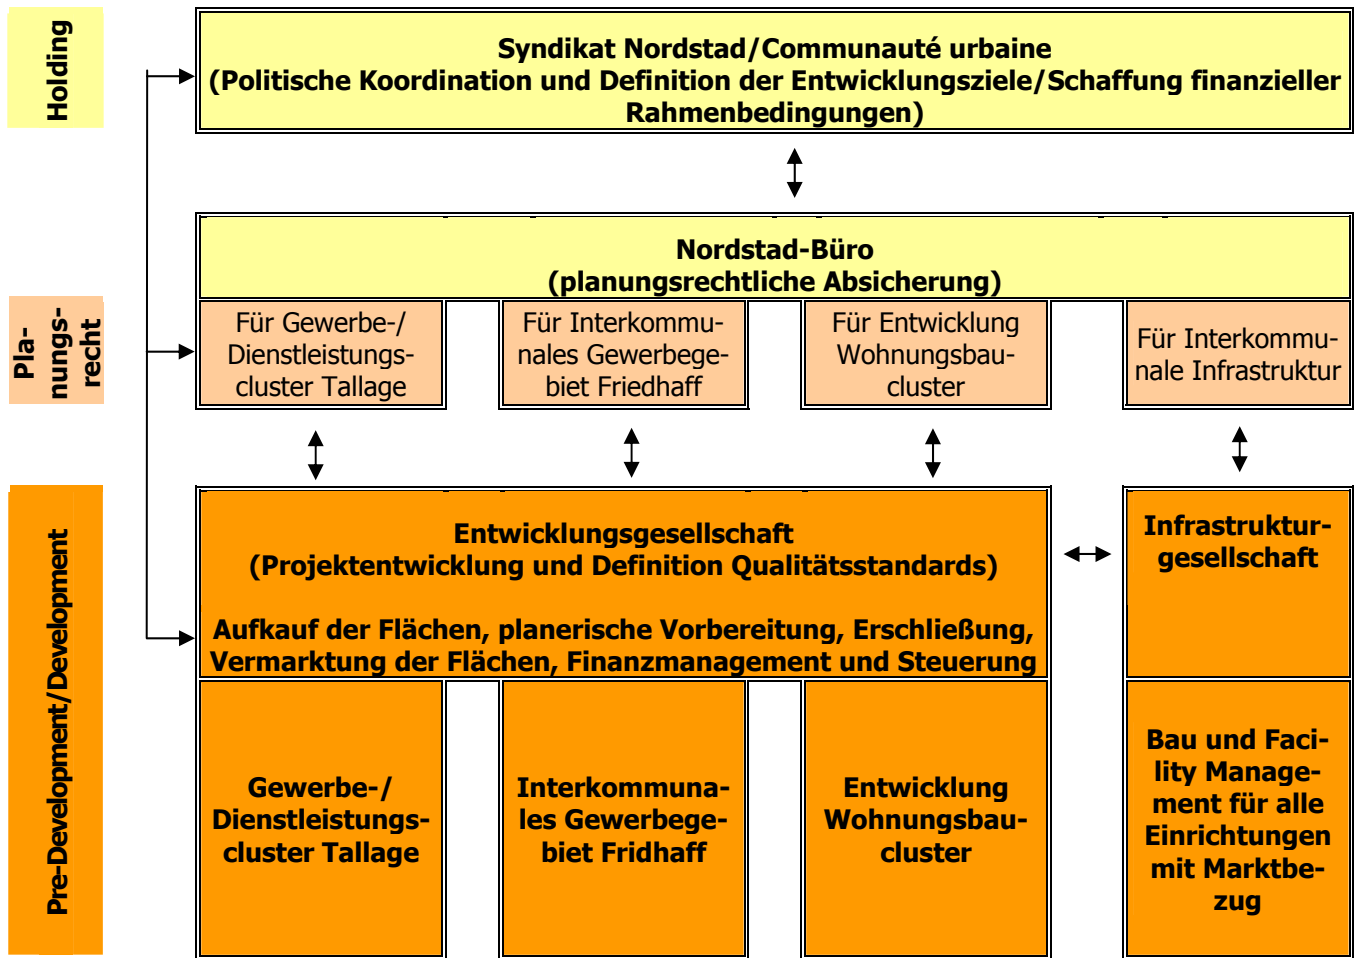 Holding
Syndikat Nordstad/Communauté urbaine
(Politische Koordination und Definition der Entwicklungsziele/Schaffung finanzieller
Rahmenbedingungen)
Pla-
nungs-
recht
Nordstad-Büro
(planungsrechtliche Absicherung)
Für Gewerbe-/
Dienstleistungs-
cluster Tallage
Für Interkommu-
nales Gewerbege-
biet Friedhaff
Für Entwicklung
Wohnungsbau-
cluster
Für Interkommu-
nale Infrastruktur
Pre-Development/Development
Entwicklungsgesellschaft
(Projektentwicklung und Definition Qualitätsstandards)
Aufkauf der Flächen, planerische Vorbereitung, Erschließung,
Vermarktung der Flächen, Finanzmanagement und Steuerung
Infrastruktur-
gesellschaft
Gewerbe-/
Dienstleistungs-
cluster Tallage
Interkommuna-
les Gewerbege-
biet Fridhaff
Entwicklung
Wohnungsbau-
cluster
Bau und Faci-
lity Manage-
ment für alle
Einrichtungen
mit Marktbe-
zug